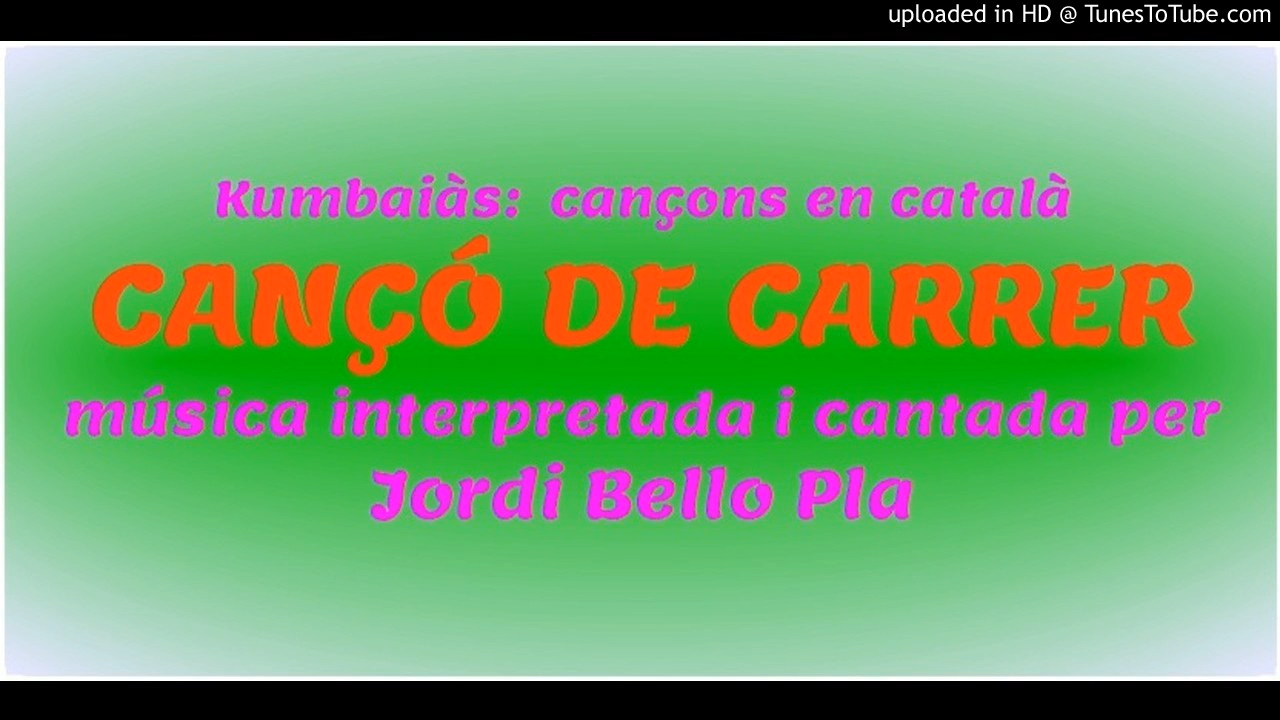 uploaded in HD @ TunesToTube.com
Kumbaiàs: cançons en català
CANÇÓ DE CARRER
música interpretada i cantada per
Jordi Bello Pla